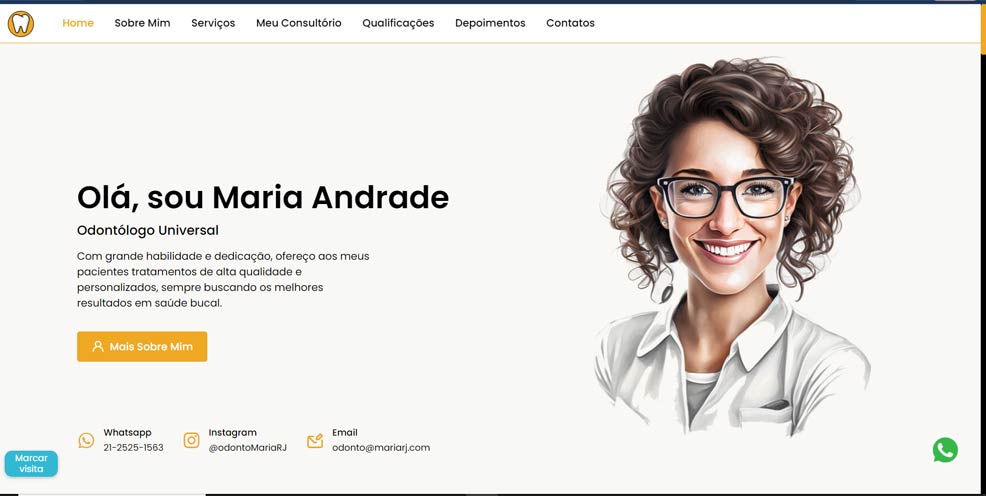 Home Sobre Mim Serviços Meu Consultório Qualificações Depoimentos Contatos
Olá, sou Maria Andrade
Odontólogo Universal
Com grande habilidade e dedicação, ofereço aos meus
pacientes tratamentos de alta qualidade e
personalizados, sempre buscando os melhores
resultados em saúde bucal.
Mais Sobre Mim
Whatsapp
21-2525-1563
Instagram
@odontoMariaRJ
Email
odonto@mariarj.com
Marcar
visita